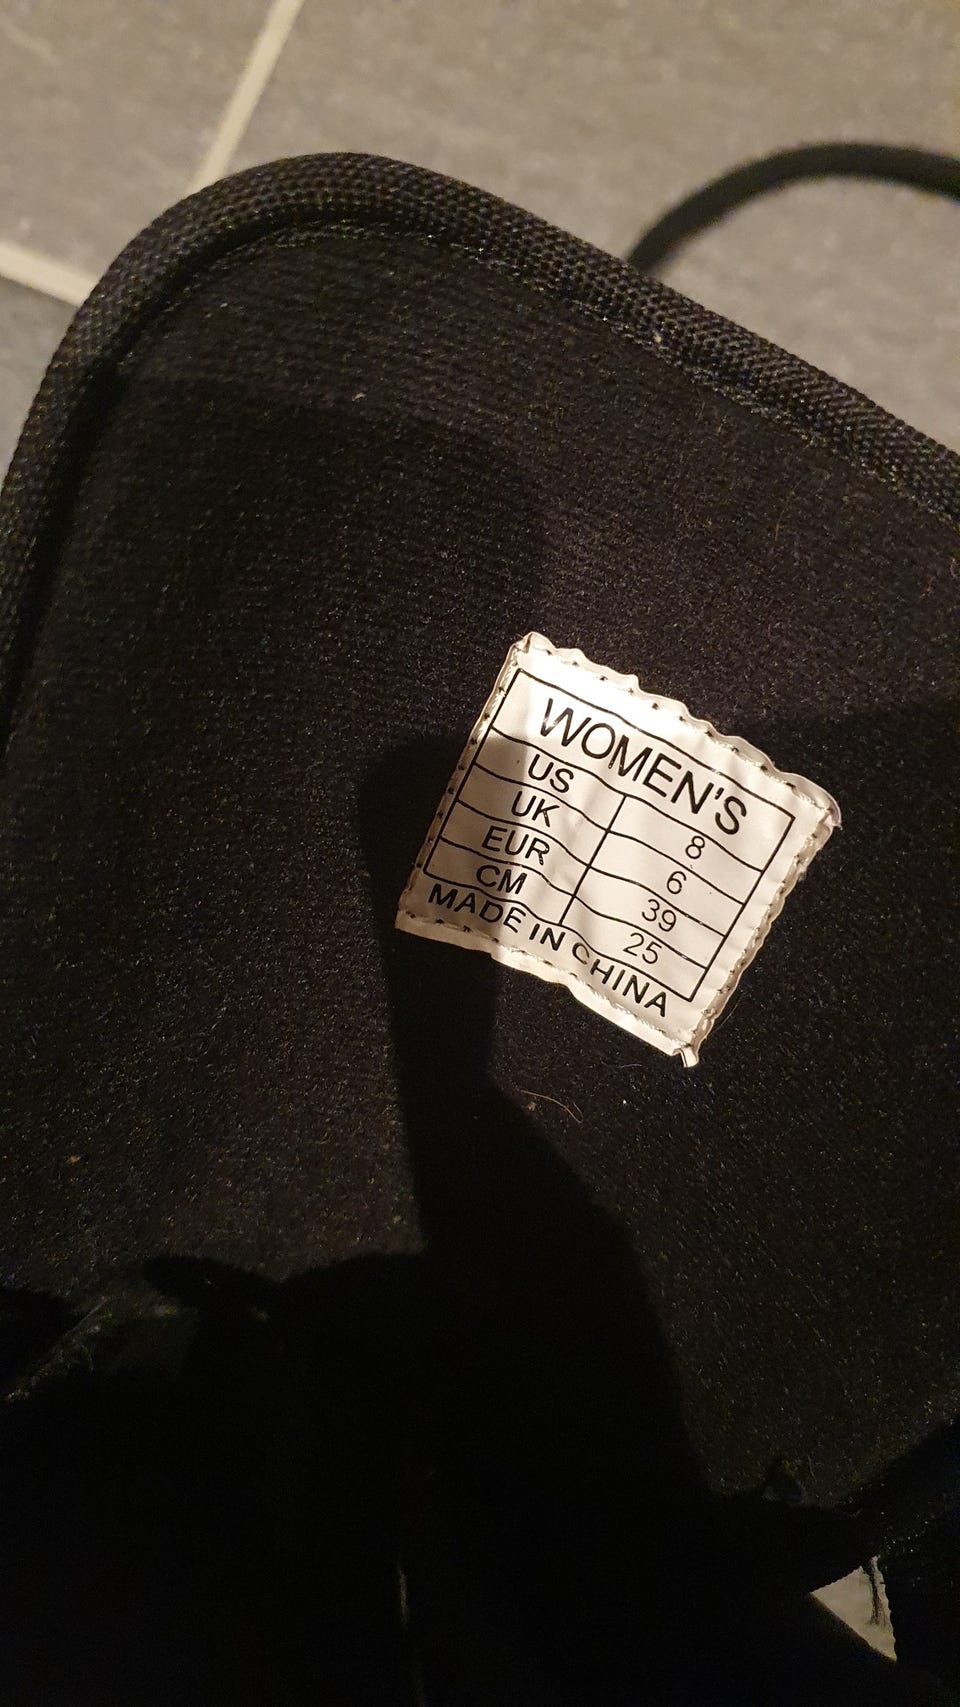 WOMEN'S
US 8
UK 6
EUR 39
CM 25
MADE IN CHINA